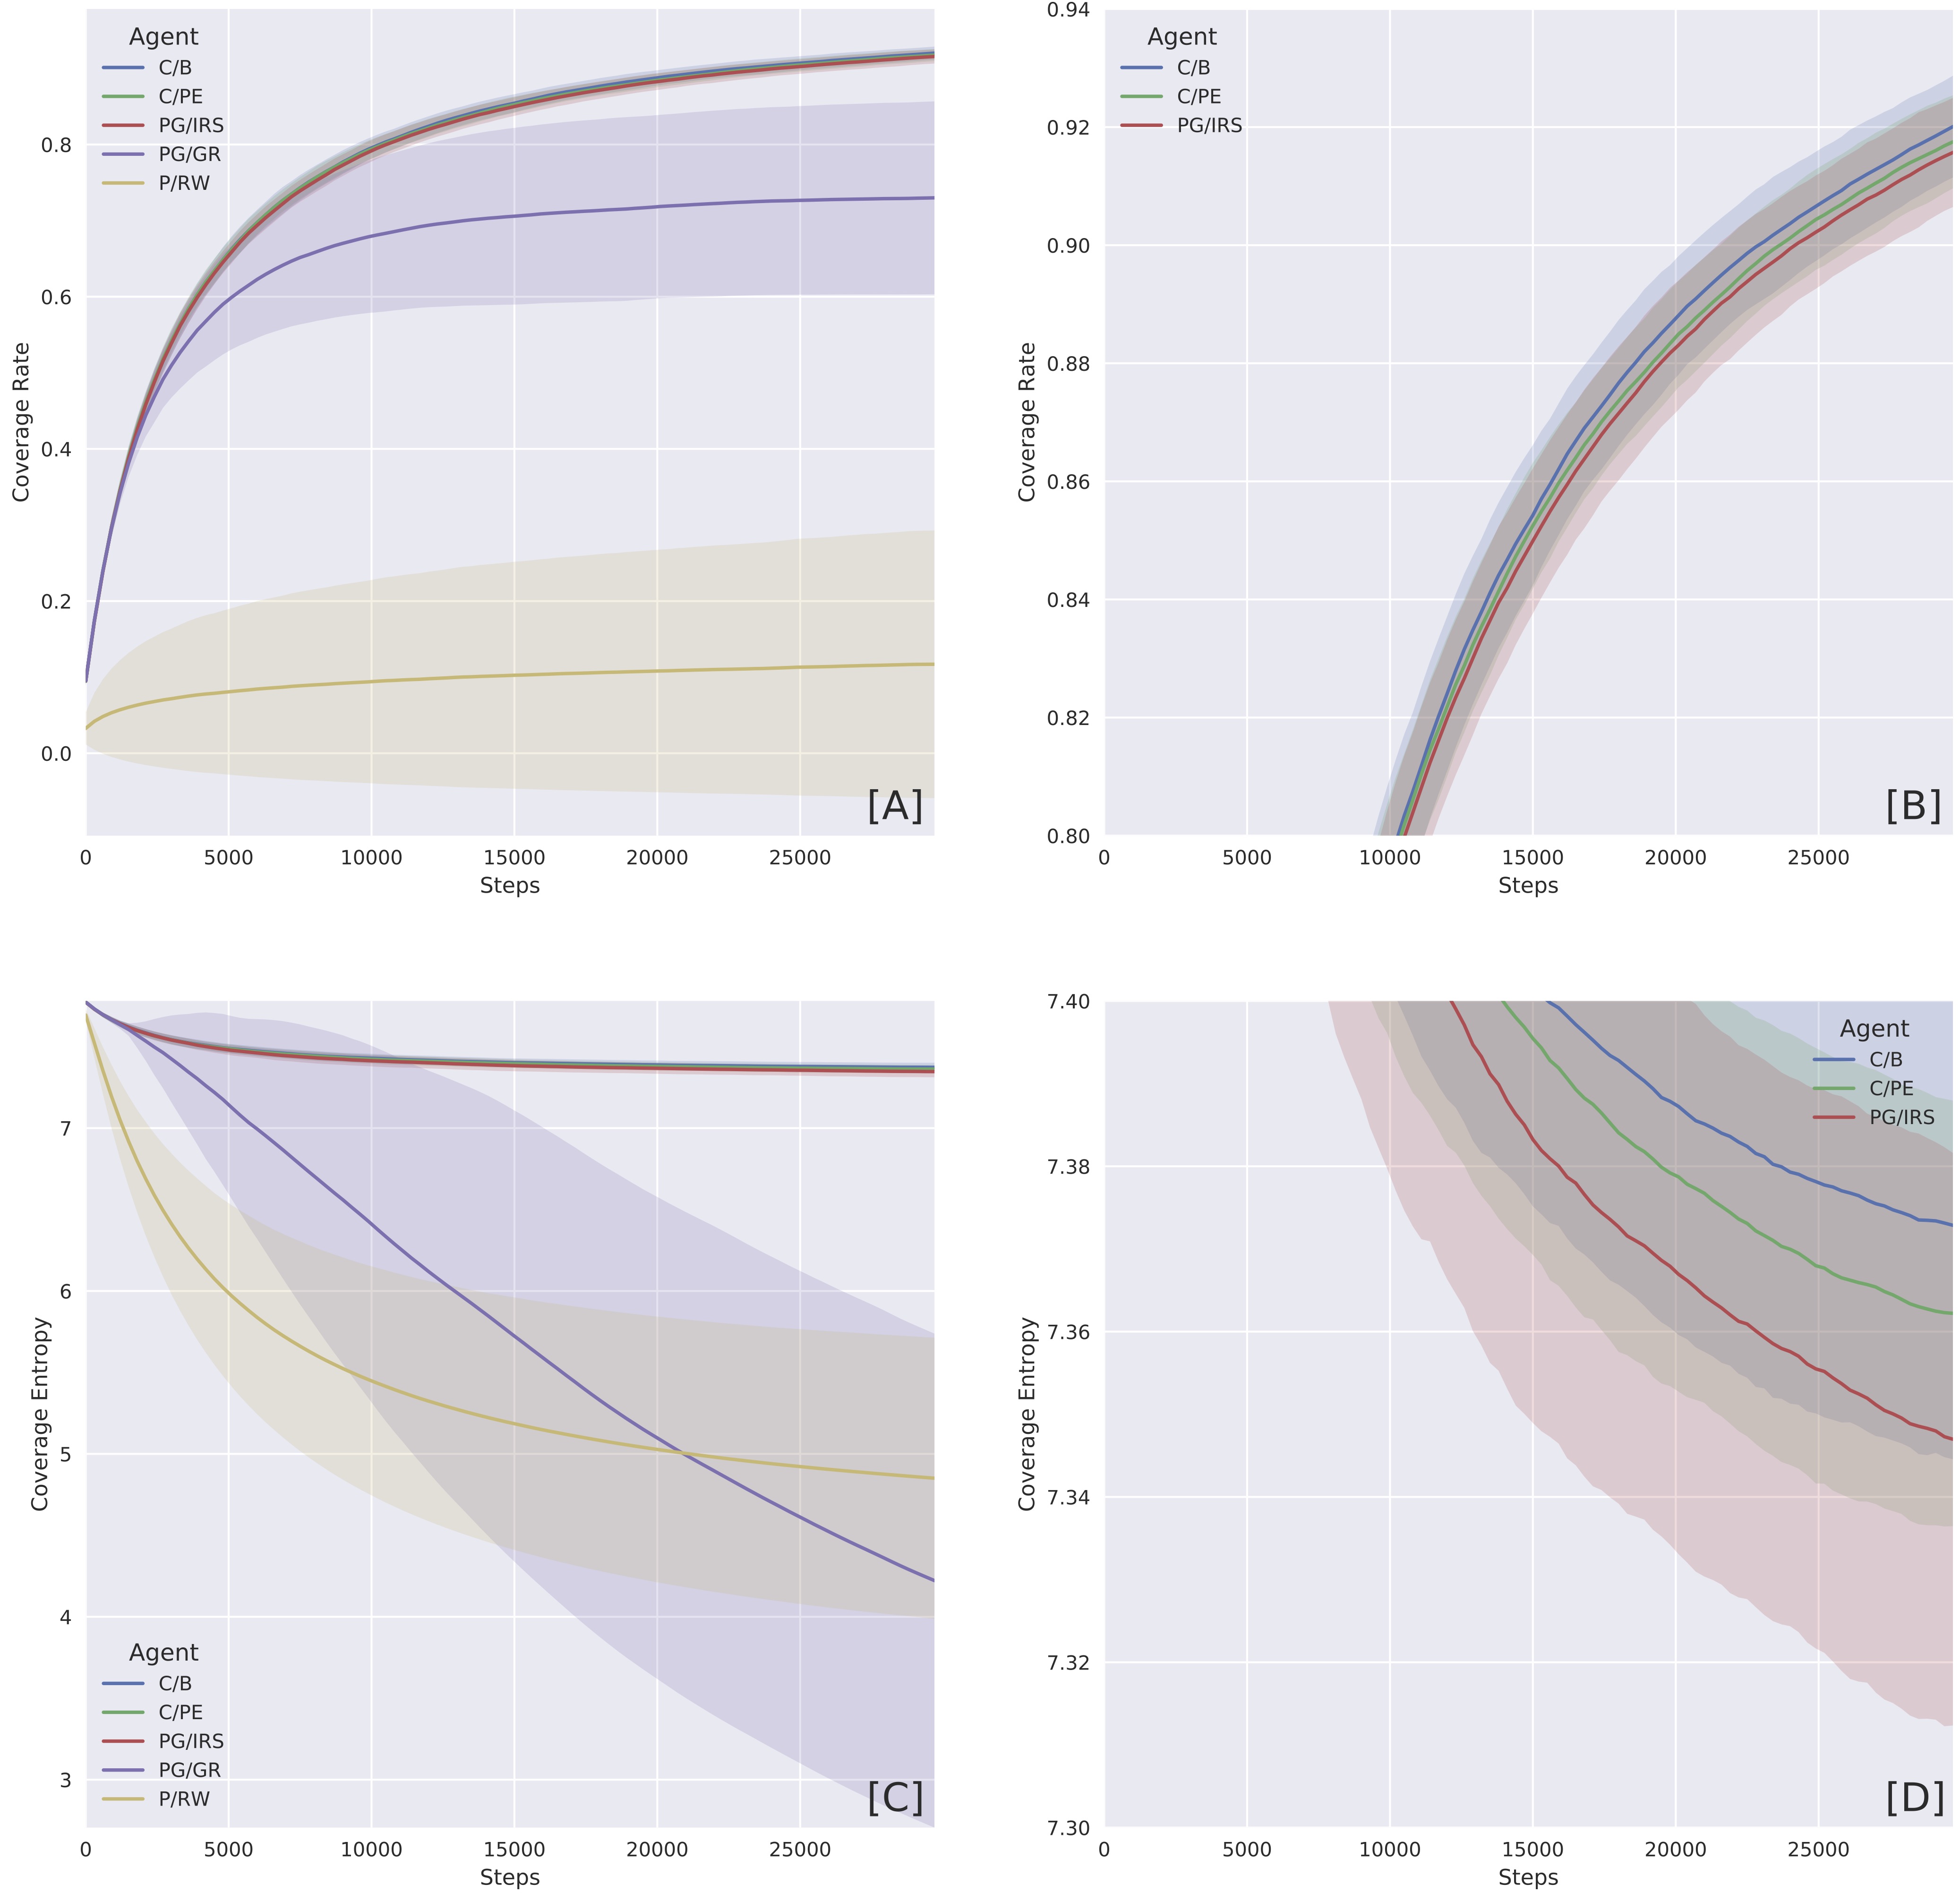 Agent
C/B
C/PE
PG/IRS
PG/GR
P/RW
0.8
0.6
0.4
0.2
0.0
Coverage Rate
0 5000 10000 15000 20000 25000
Steps
[A]
Agent
C/B
C/PE
PG/IRS
0.94
0.92
0.90
0.88
0.86
0.84
0.82
0.80
Coverage Rate
0 5000 10000 15000 20000 25000
Steps
[B]
7
6
5
4
3
Coverage Entropy
Agent
C/B
C/PE
PG/IRS
PG/GR
P/RW
0 5000 10000 15000 20000 25000
Steps
[C]
Agent
C/B
C/PE
PG/IRS
7.40
7.38
7.36
7.34
7.32
7.30
Coverage Entropy
0 5000 10000 15000 20000 25000
Steps
[D]